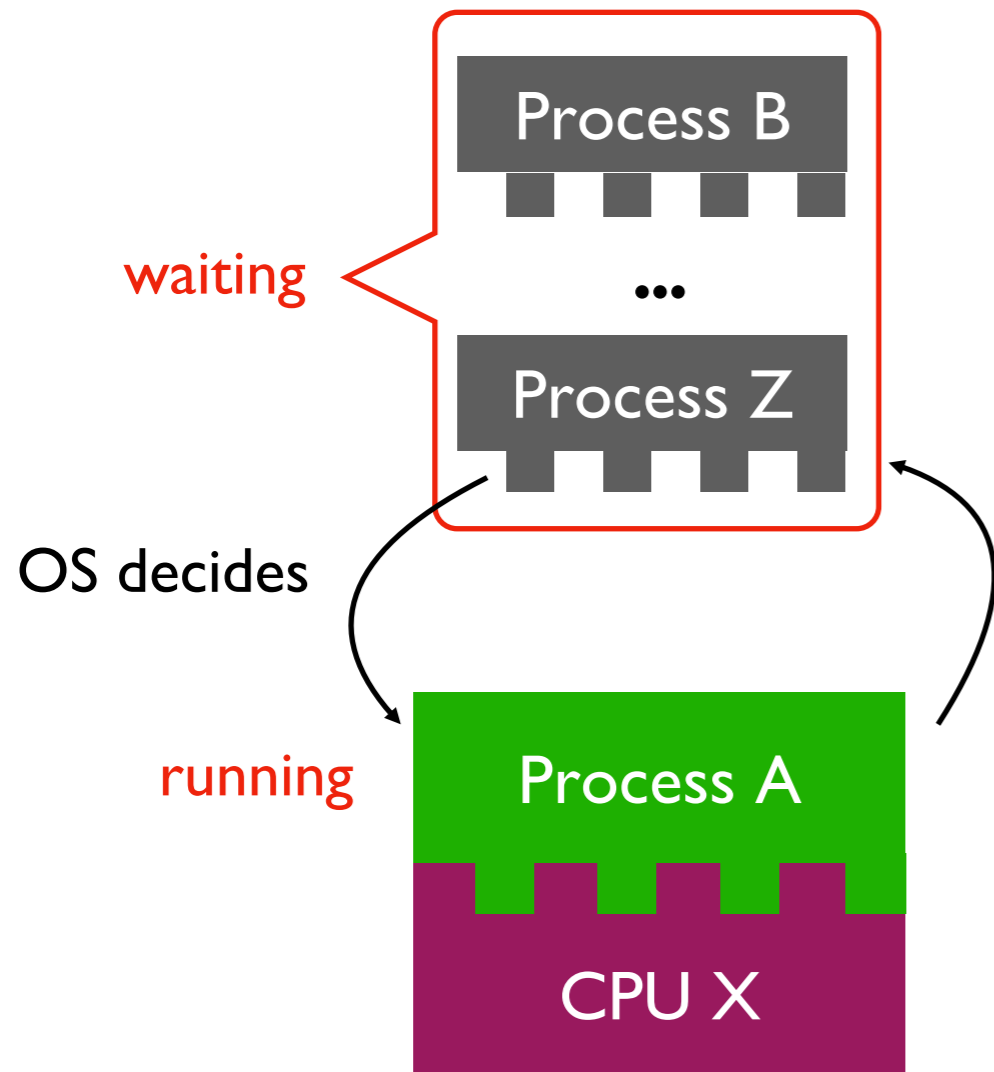 Process B
waiting
...
Process Z
OS decides
running
Process A
CPU X